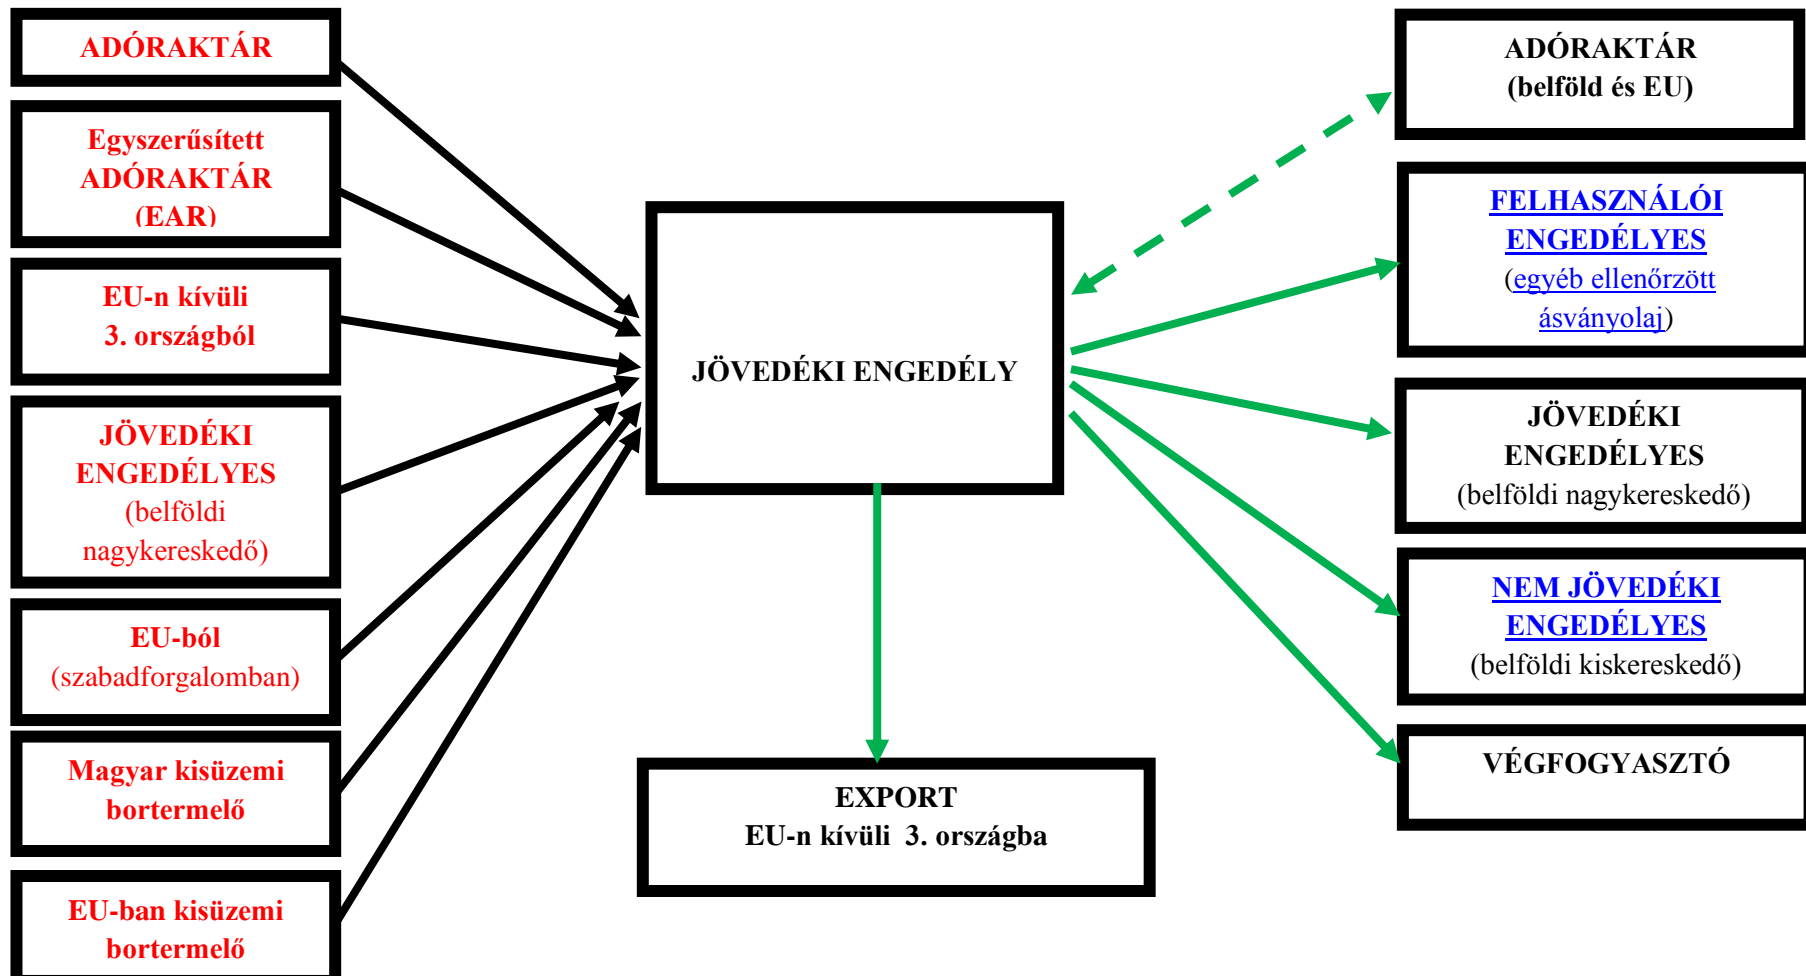 ADÓRAKTÁR
Egyszerűsített
ADÓRAKTÁR
(EAR)
EU-n kívüli
3. országból
JÖVEDÉKI
ENGEDÉLYES
(belföldi
nagykereskedő)
EU-ból
(szabadforgalomban)
Magyar kisüzemi
bortermelő
EU-ban kisüzemi
bortermelő
JÖVEDÉKI ENGEDÉLY
EXPORT
EU-n kívüli 3. országba
ADÓRAKTÁR
(belföld és EU)
FELHASZNÁLÓI
ENGEDÉLYES
(egyéb ellenőrzött
ásványolaj)
JÖVEDÉKI
ENGEDÉLYES
(belföldi nagykereskedő)
NEM JÖVEDÉKI
ENGEDÉLYES
(belföldi kiskereskedő)
VÉGFOGYASZTÓ